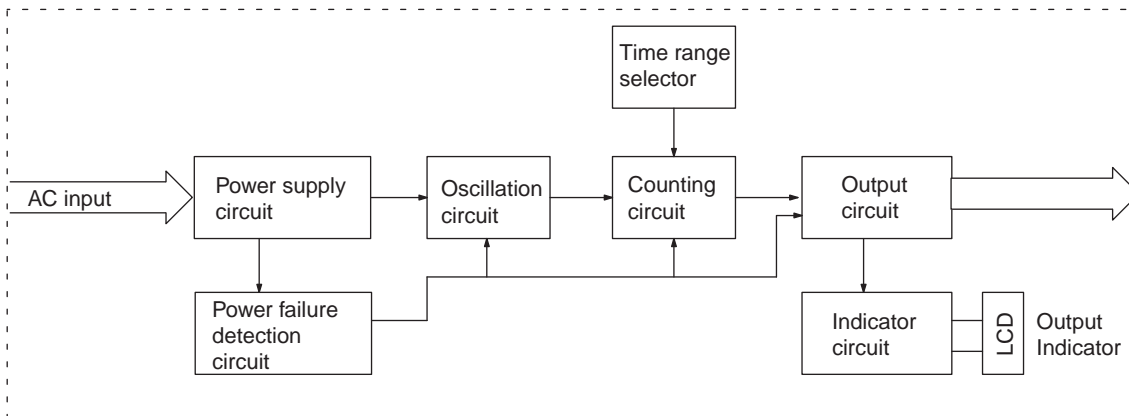 Time range
selector
AC input
Power supply
circuit
Oscillation
circuit
Counting
circuit
Output
circuit
Power failure
detection
circuit
Indicator
circuit
LCD
Output
Indicator